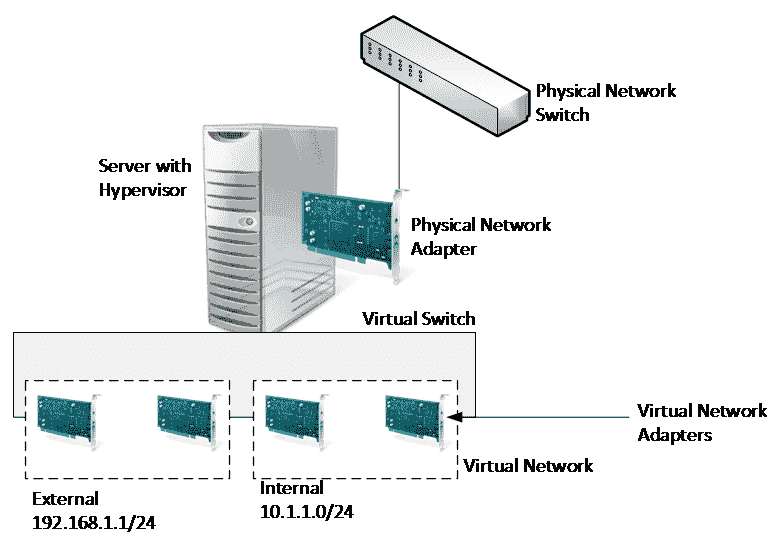 Physical Network
Switch
Server with
Hypervisor
Physical Network
Adapter
Virtual Switch
Virtual Network
Adapters
Virtual Network
External
192.168.1.1/24
Internal
10.1.1.0/24